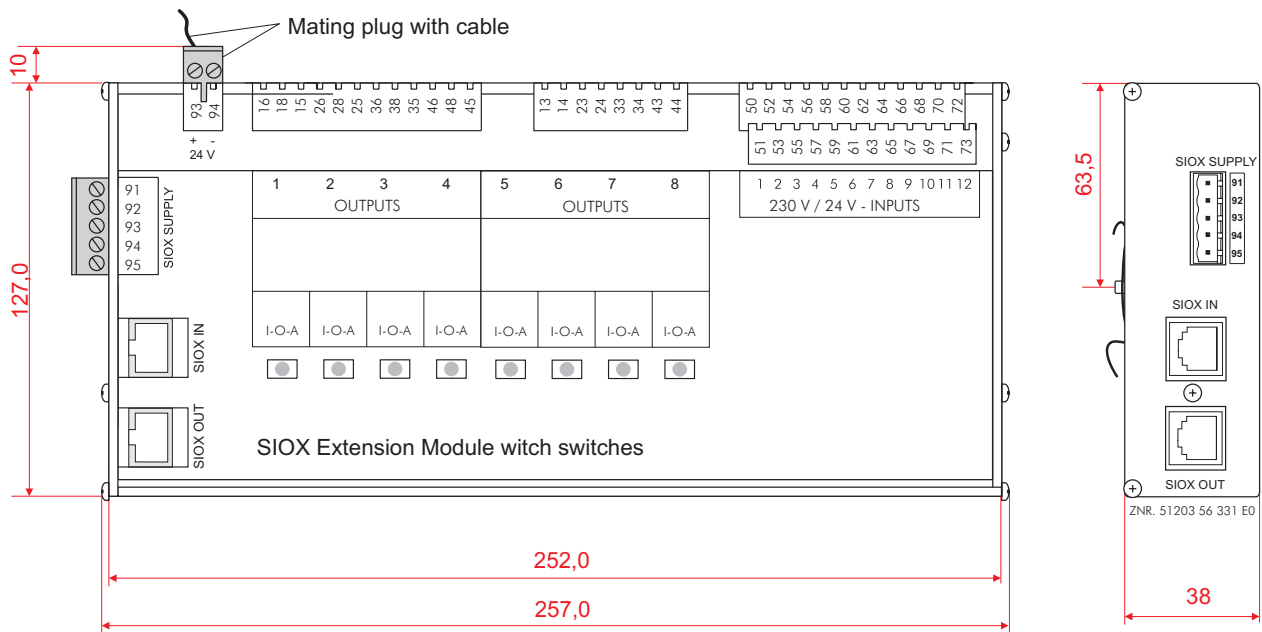 Mating plug with cable
10
93 94
+ -
24 V
16 18 15 26 28 25 36 38 35 46 48 45
13 14 23 24 33 34 43 44
50 52 54 56 58 60 62 64 66 68 70 72
51 53 55 57 59 61 63 65 67 69 71 73
127,0
91
92
93
94
95
SIOX SUPPLY
1 2 3 4 5 6 7 8
OUTPUTS OUTPUTS
1 2 3 4 5 6 7 8 9 10 11 12
230 V / 24 V - INPUTS
I-O-A I-O-A I-O-A I-O-A I-O-A I-O-A I-O-A I-O-A
SIOX IN
SIOX OUT
SIOX Extension Module witch switches
252,0
257,0
63,5
SIOX SUPPLY
91
92
93
94
95
SIOX IN
SIOX OUT
ZNR. 51203 56 331 E0
38